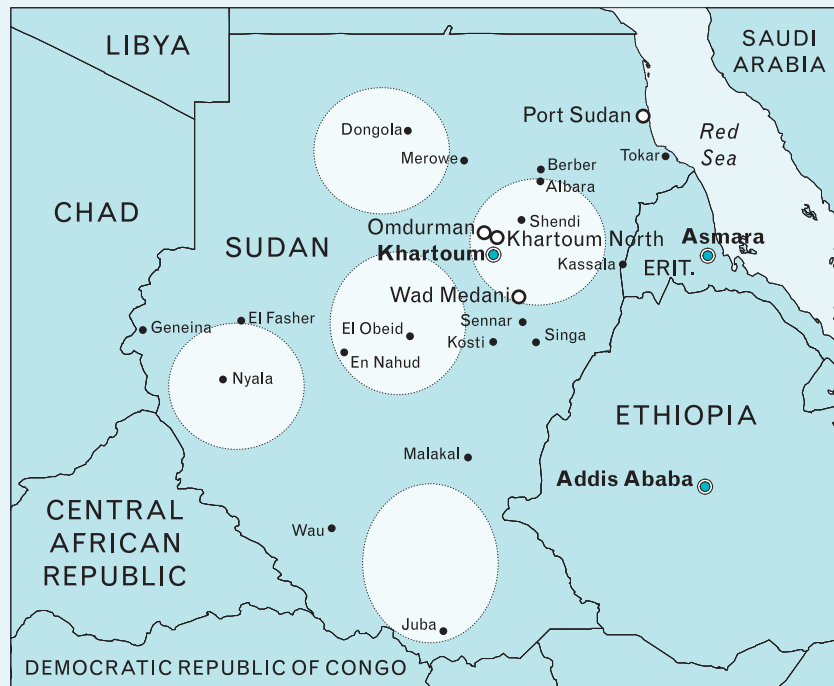 LIBYA
SAUDI
ARABIA
Port Sudan
Red
Sea
Dongola
Merowe
Berber
Albara
Tokar
CHAD
SUDAN
Omdurman
Shendi
Khartoum North
Khartoum
Kassala
Asmara
ERIT.
Wad Medani
Geneina
El Fasher
El Obeid
Sennar
Kosti
Singa
En Nahud
Nyala
ETHIOPIA
Malakal
Addis Ababa
CENTRAL
AFRICAN
REPUBLIC
Wau
Juba
DEMOCRATIC REPUBLIC OF CONGO